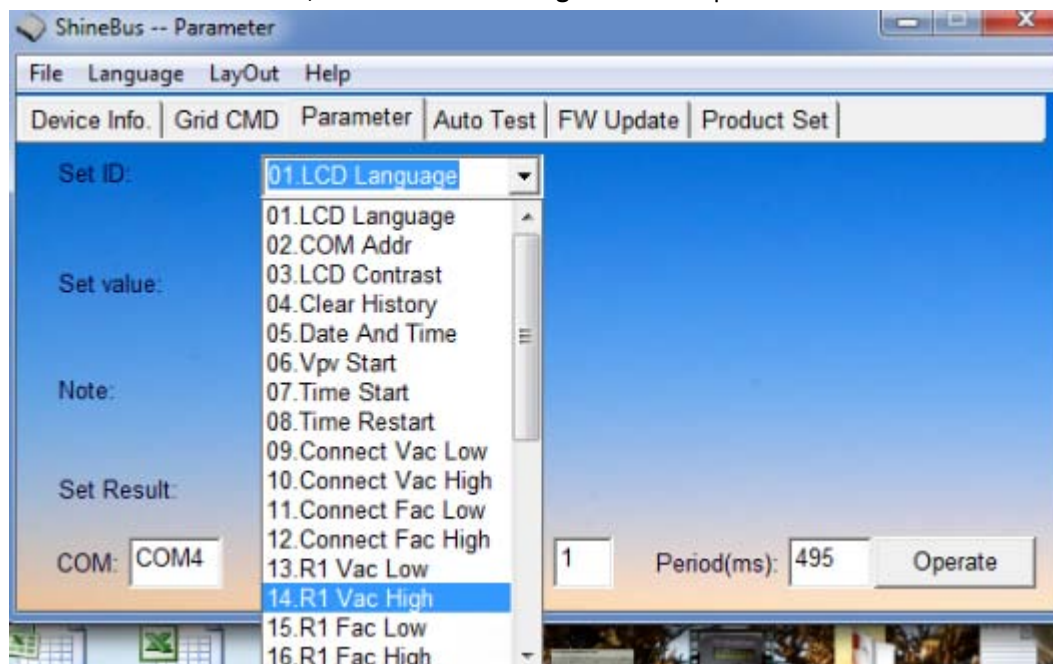 ShineBus -- Parameter
File Language LayOut Help
Device Info. Grid CMD Parameter Auto Test FW Update Product Set
Set ID: 01.LCD Language
01.LCD Language
02.COM Addr
03.LCD Contrast
Set value:
04.Clear History
05.Date And Time
06.Vpv Start
Note:
07.Time Start
08.Time Restart
09.Connect Vac Low
Set Result:
10.Connect Vac High
11.Connect Fac Low
12.Connect Fac High
COM: COM4 1 Period(ms): 495 Operate
13.R1 Vac Low
14.R1 Vac High
15.R1 Fac Low
16.R1 Fac High